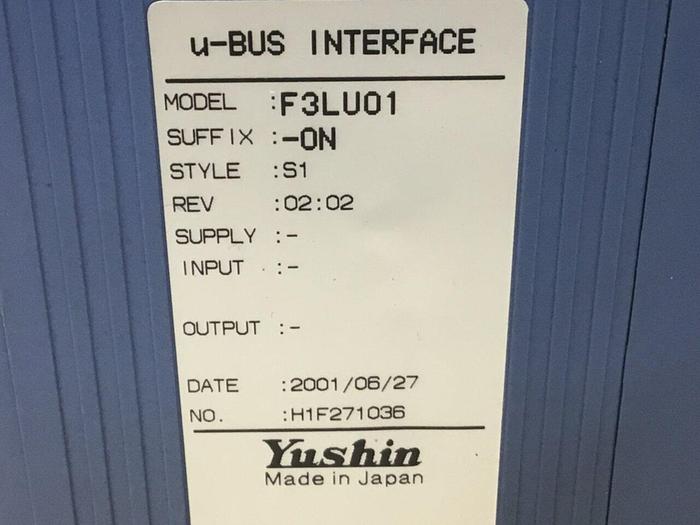 u-BUS INTERFACE
MODEL :F3LU01
SUFFIX :-0N
STYLE :S1
REV :02:02
SUPPLY :-
INPUT :-
OUTPUT :-
DATE :2001/06/27
NO. :H1F271036
Yushin
Made in Japan